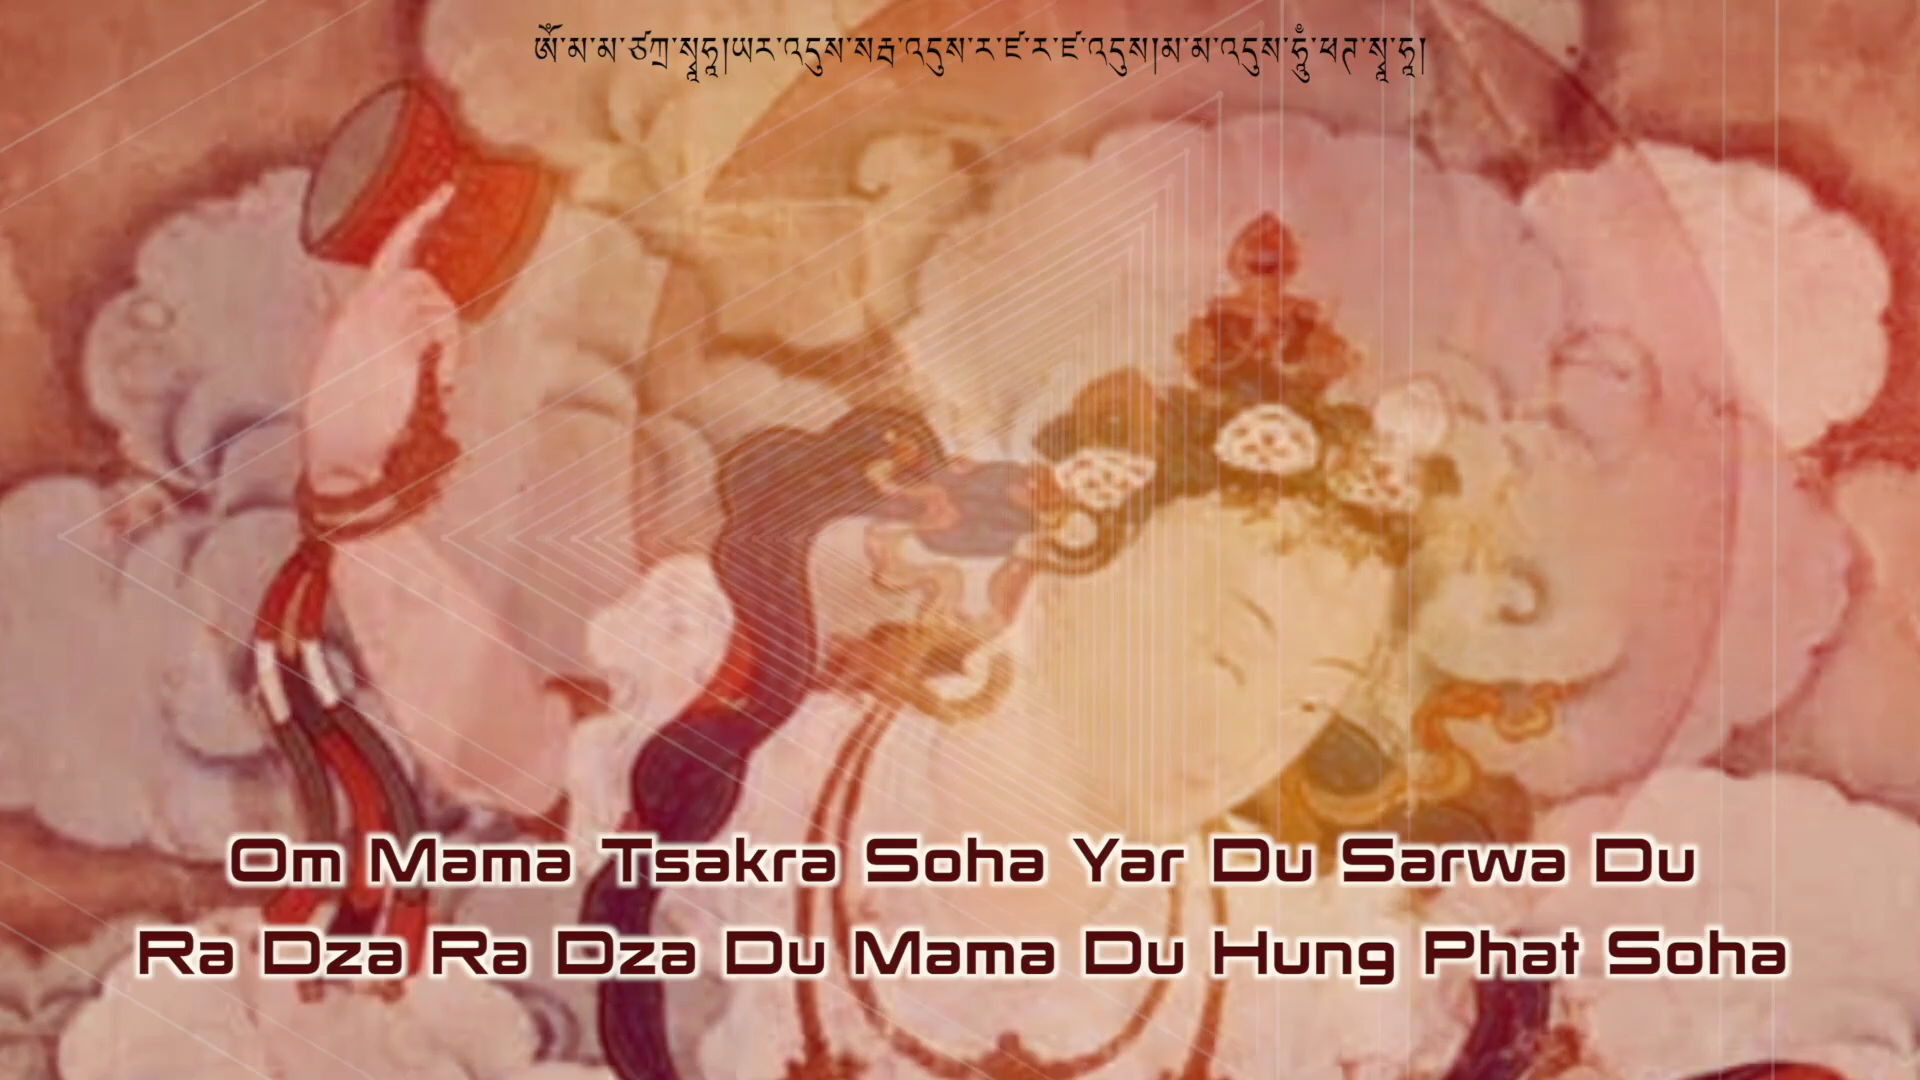 ཨོཾ་མ་མ་ཙཀྲ་སྭཱཧཱ།ཡར་འདུས་སརྦ་འདུས་ར་ཛ་ར་ཛ་འདུས།མ་མ་འདུས་ཧཱུྃ་ཕཊ་སྭཱ་ཧཱ།
Om Mama Tsakra Soha Yar Du Sarwa Du
Ra Dza Ra Dza Du Mama Du Hung Phat Soha